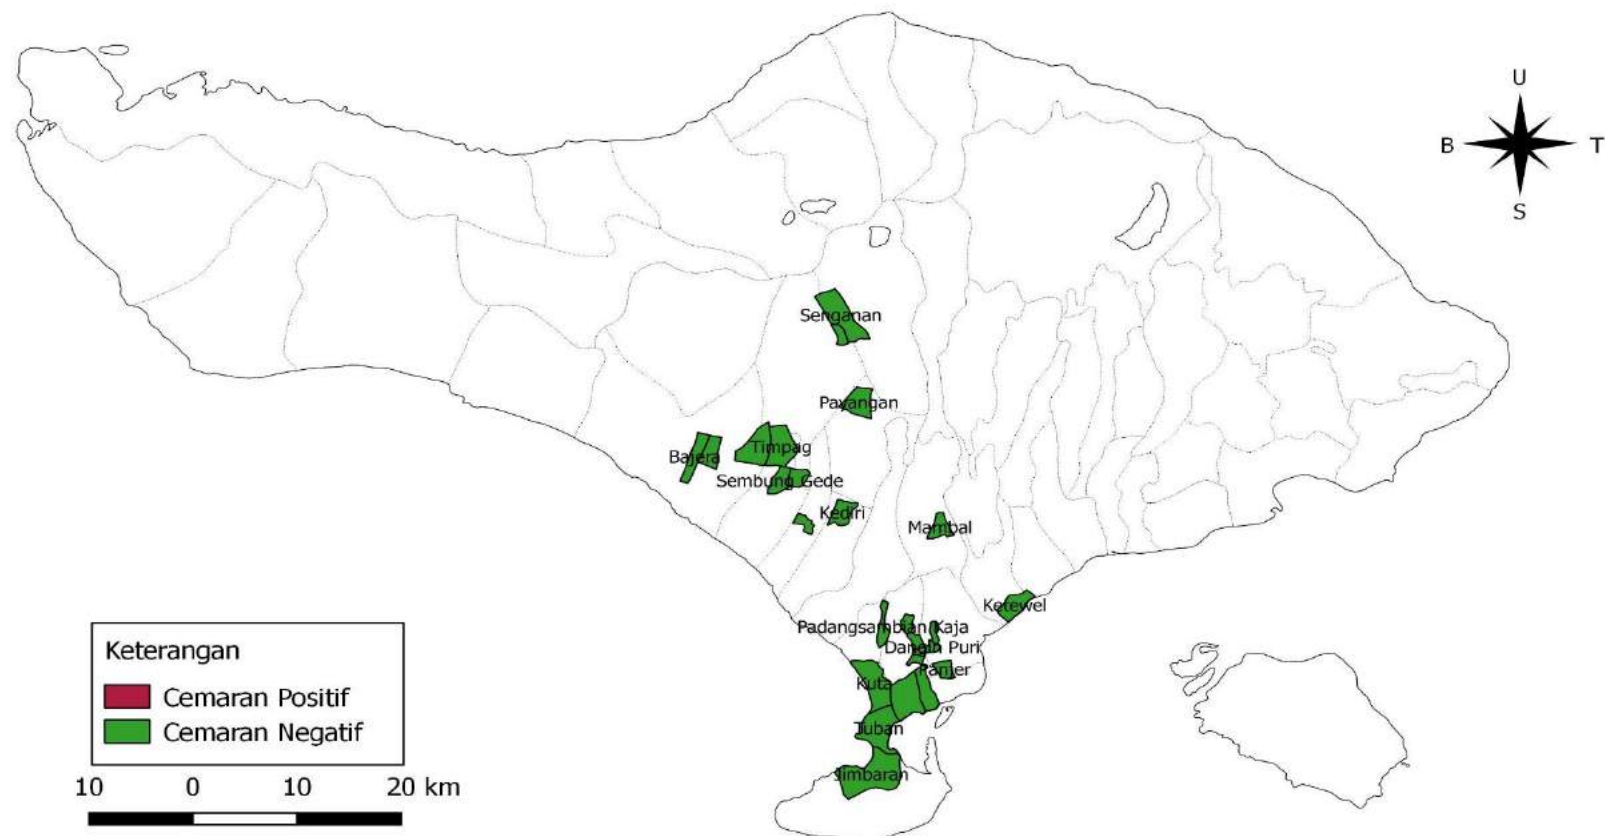 U
B
T
S
Senganan
Payangan
Timpag
Bajera
Sembung Gede
Kediri
Mambal
Ketewel
Padangsambian Kaja
Dangin Puri
Panjer
Kuta
Tuban
Jimbaran
Keterangan
Cemaran Positif
Cemaran Negatif
10 0 10 20 km